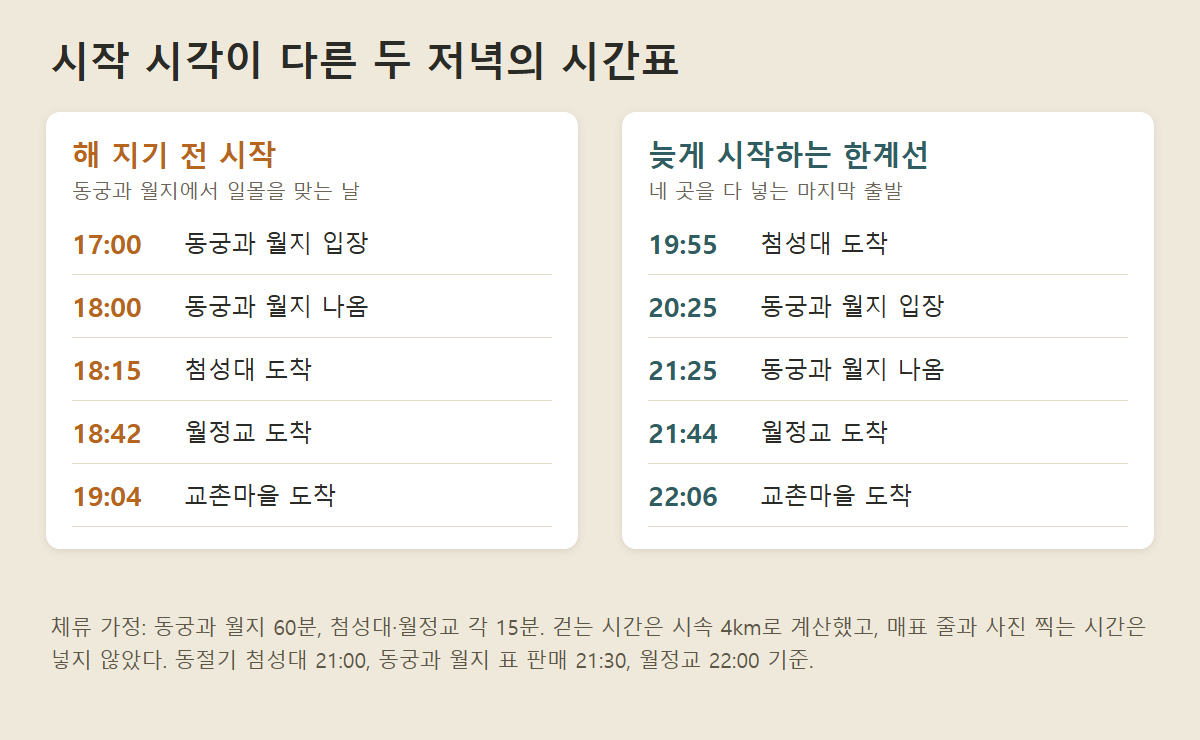 시작 시각이 다른 두 저녁의 시간표
해 지기 전 시작
동궁과 월지에서 일몰을 맞는 날
17:00 동궁과 월지 입장
18:00 동궁과 월지 나옴
18:15 첨성대 도착
18:42 월정교 도착
19:04 교촌마을 도착
늦게 시작하는 한계선
네 곳을 다 넣는 마지막 출발
19:55 첨성대 도착
20:25 동궁과 월지 입장
21:25 동궁과 월지 나옴
21:44 월정교 도착
22:06 교촌마을 도착
체류 가정: 동궁과 월지 60분, 첨성대·월정교 각 15분. 걷는 시간은 시속 4km로 계산했고, 매표 줄과 사진 찍는 시간은
넣지 않았다. 동절기 첨성대 21:00, 동궁과 월지 표 판매 21:30, 월정교 22:00 기준.